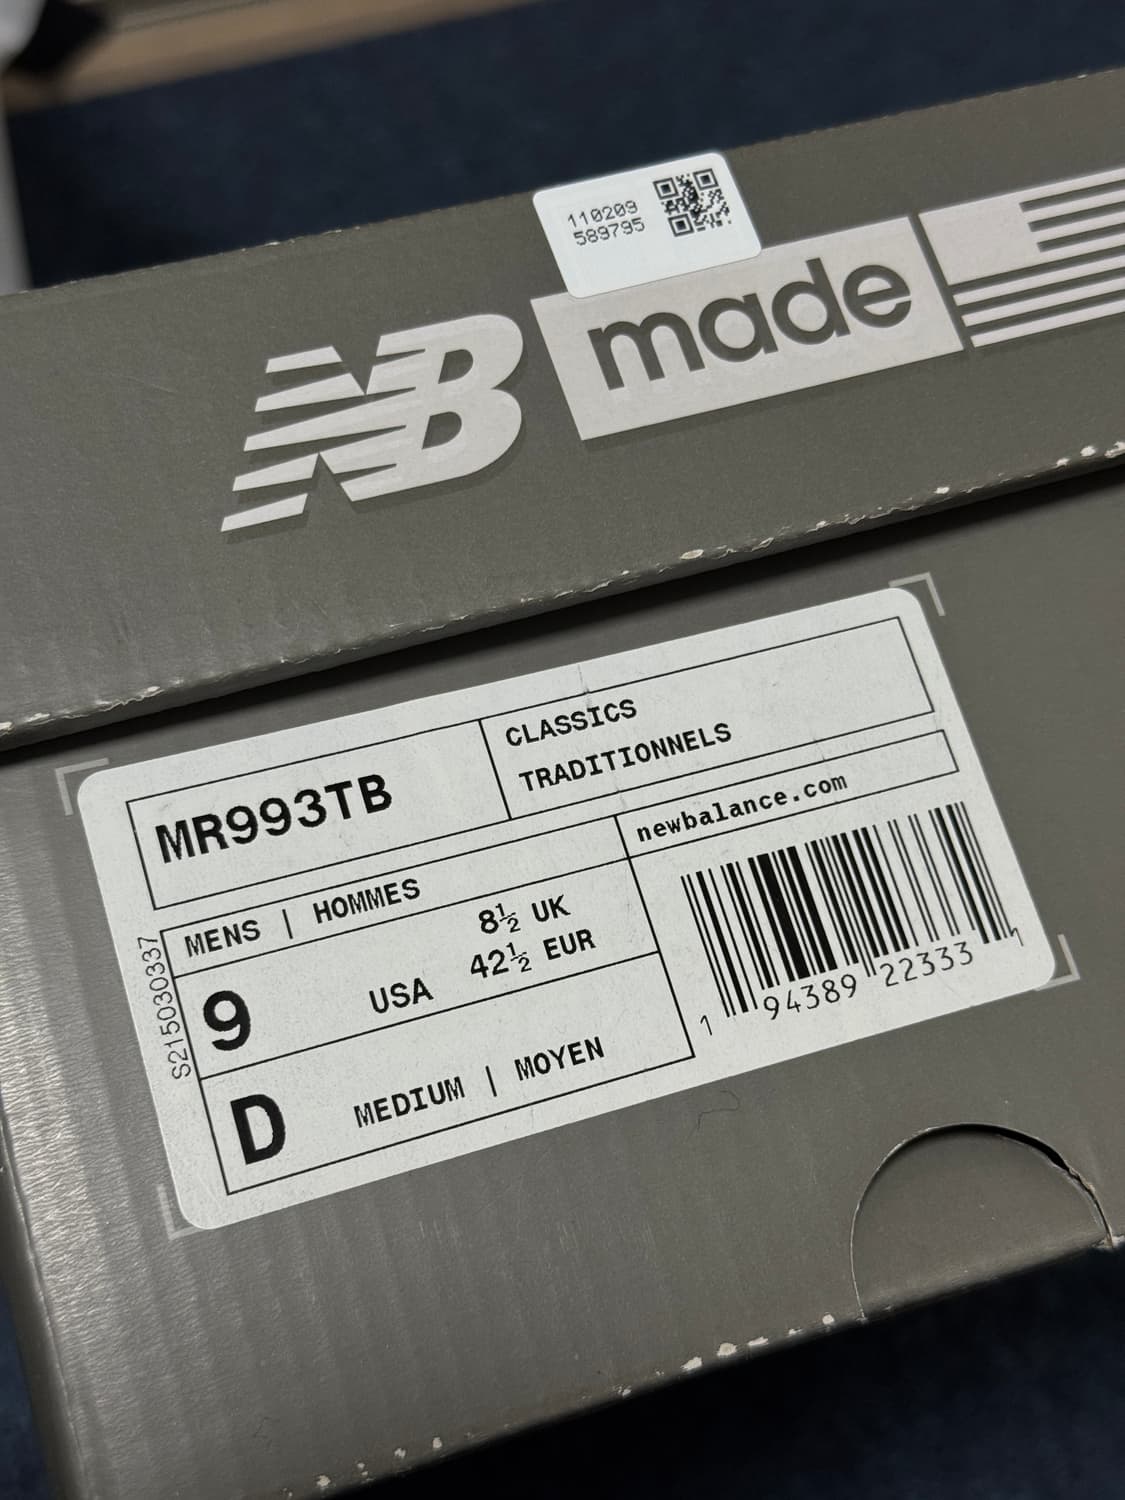 110209
589795
NB made
MR993TB
CLASSICS
TRADITIONNELS
newbalance.com
MENS | HOMMES
9 USA
8½ UK
42½ EUR
D MEDIUM | MOYEN
S215030337
1 94389 22333 1